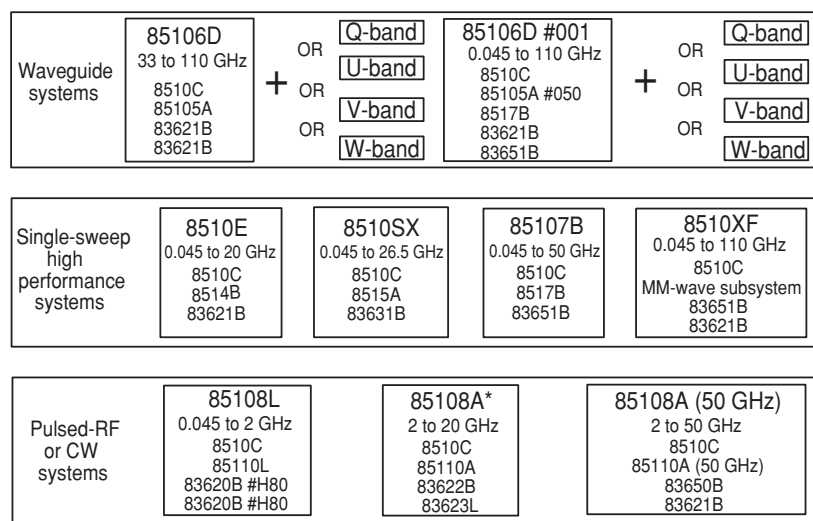 Waveguide
systems
85106D
33 to 110 GHz
8510C
85105A
83621B
83621B
+
OR
OR
OR
Q-band
U-band
V-band
W-band
85106D #001
0.045 to 110 GHz
8510C
85105A #050
8517B
83621B
83651B
+
OR
OR
OR
Q-band
U-band
V-band
W-band
Single-sweep
high
performance
systems
8510E
0.045 to 20 GHz
8510C
8514B
83621B
8510SX
0.045 to 26.5 GHz
8510C
8515A
83631B
85107B
0.045 to 50 GHz
8510C
8517B
83651B
8510XF
0.045 to 110 GHz
8510C
MM-wave subsystem
83651B
83621B
Pulsed-RF
or CW
systems
85108L
0.045 to 2 GHz
8510C
85110L
83620B #H80
83620B #H80
85108A*
2 to 20 GHz
8510C
85110A
83622B
83623L
85108A (50 GHz)
2 to 50 GHz
8510C
85110A (50 GHz)
83650B
83621B